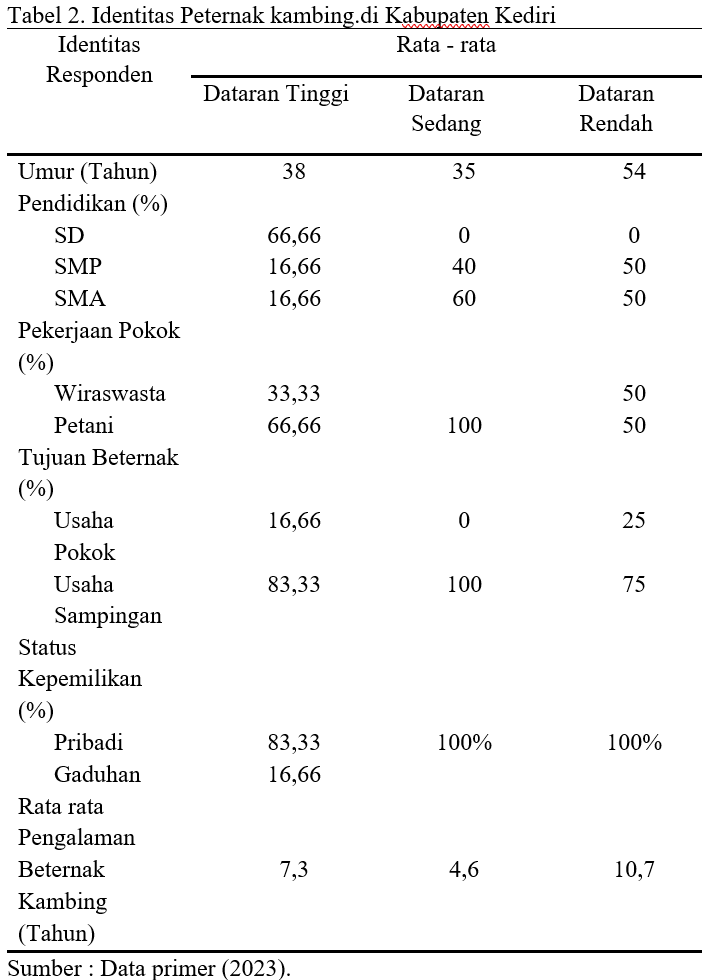 Tabel 2. Identitas Peternak kambing.di Kabupaten Kediri
Identitas Responden Rata - rata
Dataran Tinggi Dataran Sedang Dataran Rendah
Umur (Tahun) 38 35 54
Pendidikan (%)
SD 66,66 0 0
SMP 16,66 40 50
SMA 16,66 60 50
Pekerjaan Pokok
(%)
Wiraswasta 33,33 50
Petani 66,66 100 50
Tujuan Beternak
(%)
Usaha 16,66 0 25
Pokok
Usaha 83,33 100 75
Sampingan
Status
Kepemilikan
(%)
Pribadi 83,33 100% 100%
Gaduhan 16,66
Rata rata
Pengalaman
Beternak 7,3 4,6 10,7
Kambing
(Tahun)
Sumber : Data primer (2023).